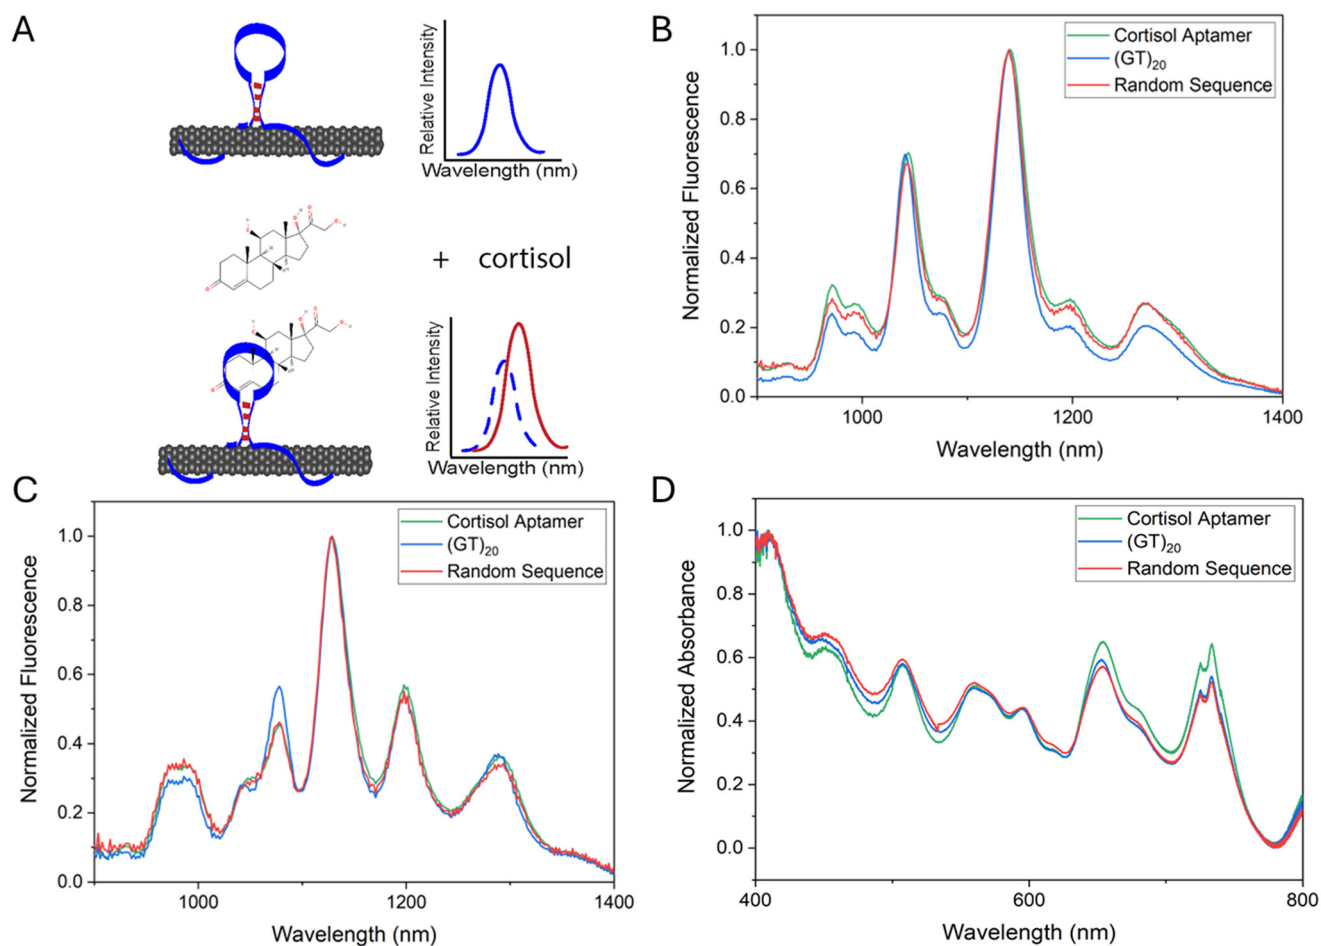 A
Relative Intensity
Wavelength (nm)
+ cortisol
Relative Intensity
Wavelength (nm)
B
Normalized Fluorescence
1.0
0.8
0.6
0.4
0.2
0.0
1000 1200 1400
Wavelength (nm)
Cortisol Aptamer
(GT)20
Random Sequence
C
Normalized Fluorescence
1.0
0.8
0.6
0.4
0.2
0.0
1000 1200 1400
Wavelength (nm)
Cortisol Aptamer
(GT)20
Random Sequence
D
Normalized Absorbance
1.0
0.8
0.6
0.4
0.2
0.0
400 600 800
Wavelength (nm)
Cortisol Aptamer
(GT)20
Random Sequence